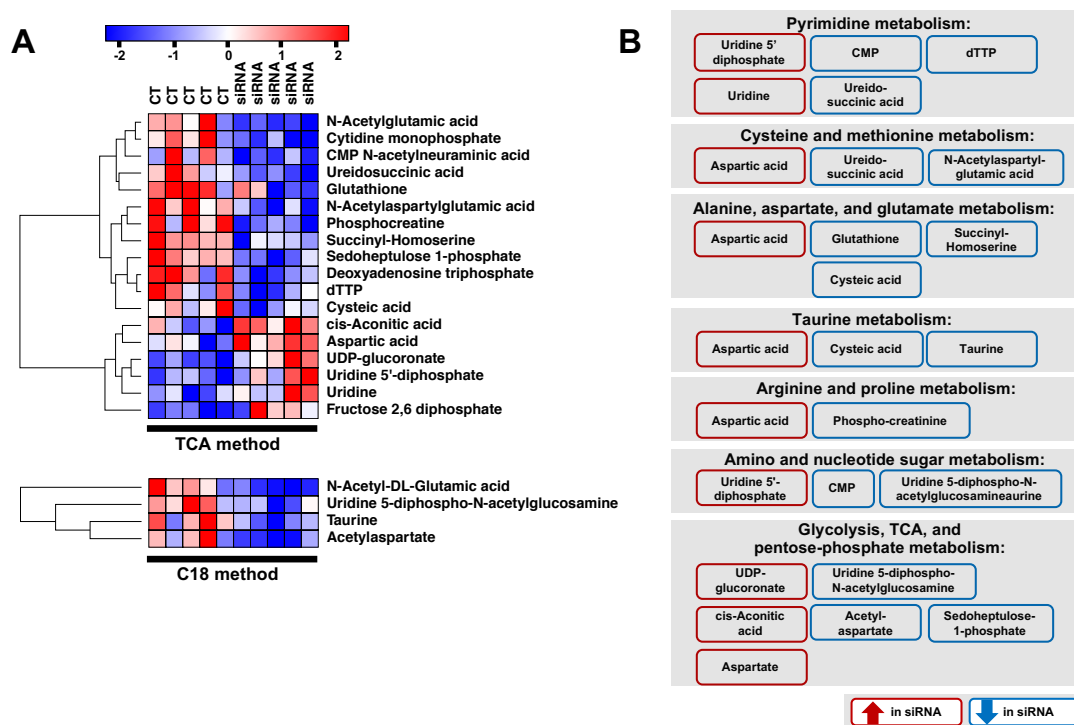 A
-2 -1 0 1 2
CT CT CT CT CT siRNA siRNA siRNA siRNA siRNA
N-Acetylglutamic acid
Cytidine monophosphate
CMP N-acetylneuraminic acid
Ureidosuccinic acid
Glutathione
N-Acetylaspartylglutamic acid
Phosphocreatine
Succinyl-Homoserine
Sedoheptulose 1-phosphate
Deoxyadenosine triphosphate
dTTP
Cysteic acid
cis-Aconitic acid
Aspartic acid
UDP-glucoronate
Uridine 5'-diphosphate
Uridine
Fructose 2,6 diphosphate
TCA method
N-Acetyl-DL-Glutamic acid
Uridine 5-diphospho-N-acetylglucosamine
Taurine
Acetylaspartate
C18 method
B
Pyrimidine metabolism:
Uridine 5'
diphosphate
CMP
dTTP
Uridine
Ureido-
succinic acid
Cysteine and methionine metabolism:
Aspartic acid
Ureido-
succinic acid
N-Acetylaspartyl-
glutamic acid
Alanine, aspartate, and glutamate metabolism:
Aspartic acid
Glutathione
Succinyl-
Homoserine
Cysteic acid
Taurine metabolism:
Aspartic acid
Cysteic acid
Taurine
Arginine and proline metabolism:
Aspartic acid
Phospho-creatinine
Amino and nucleotide sugar metabolism:
Uridine 5'-
diphosphate
CMP
Uridine 5-diphospho-N-
acetylglucosamineaurine
Glycolysis, TCA, and
pentose-phosphate metabolism:
UDP-
glucoronate
Uridine 5-diphospho-
N-acetylglucosamine
cis-Aconitic
acid
Acetyl-
aspartate
Sedoheptulose-
1-phosphate
Aspartate
in siRNA
in siRNA